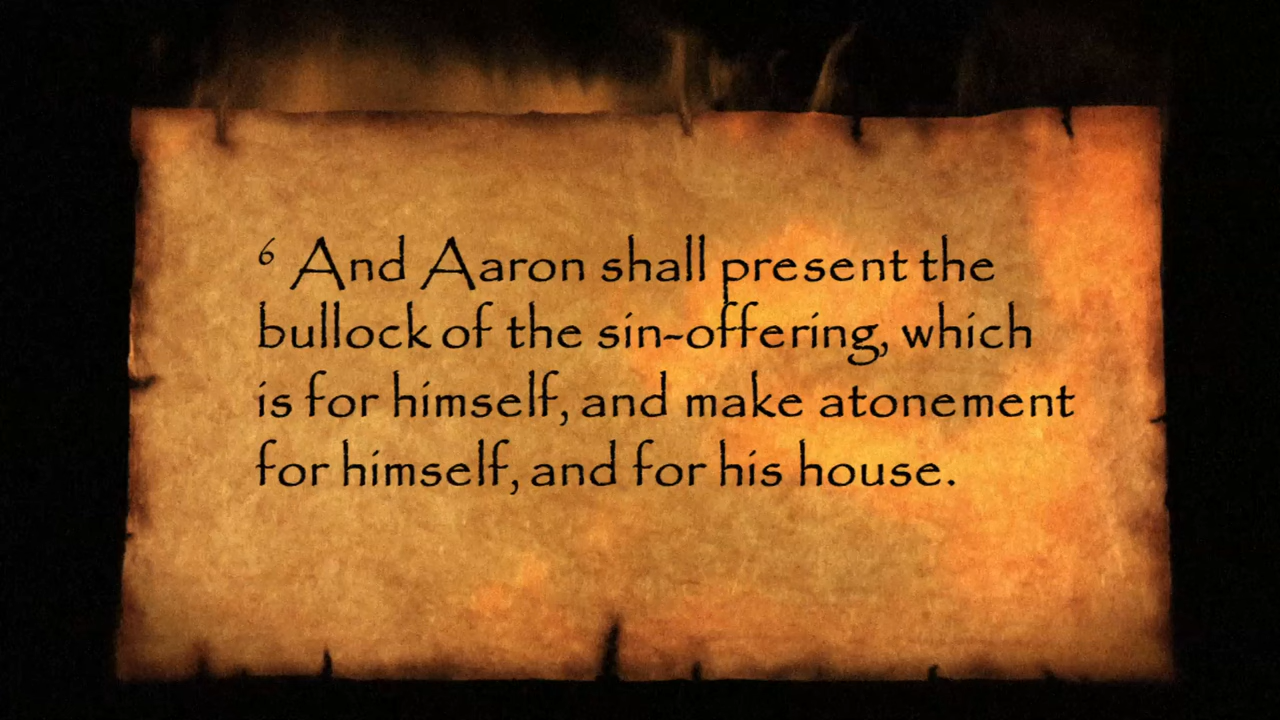 6 And Aaron shall present the
bullock of the sin-offering, which
is for himself, and make atonement
for himself, and for his house.